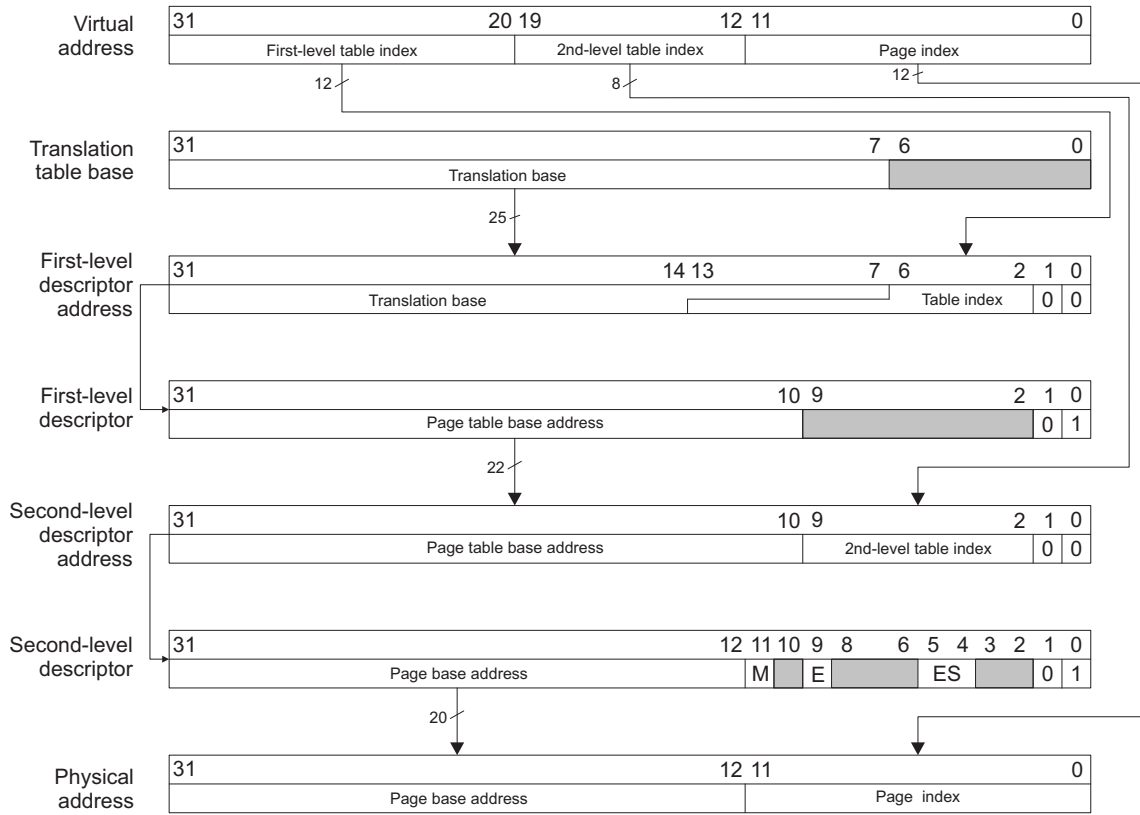 Virtual address
31 20 19 12 11 0
First-level table index 2nd-level table index Page index
12 8 12
Translation table base
31 7 6 0
Translation base
25
First-level descriptor address
31 14 13 7 6 2 1 0
Translation base Table index 0 0
First-level descriptor
31 10 9 2 1 0
Page table base address 0 1
22
Second-level descriptor address
31 10 9 2 1 0
Page table base address 2nd-level table index 0 0
Second-level descriptor
31 12 11 10 9 8 6 5 4 3 2 1 0
Page base address M E ES 0 1
20
Physical address
31 12 11 0
Page base address Page index